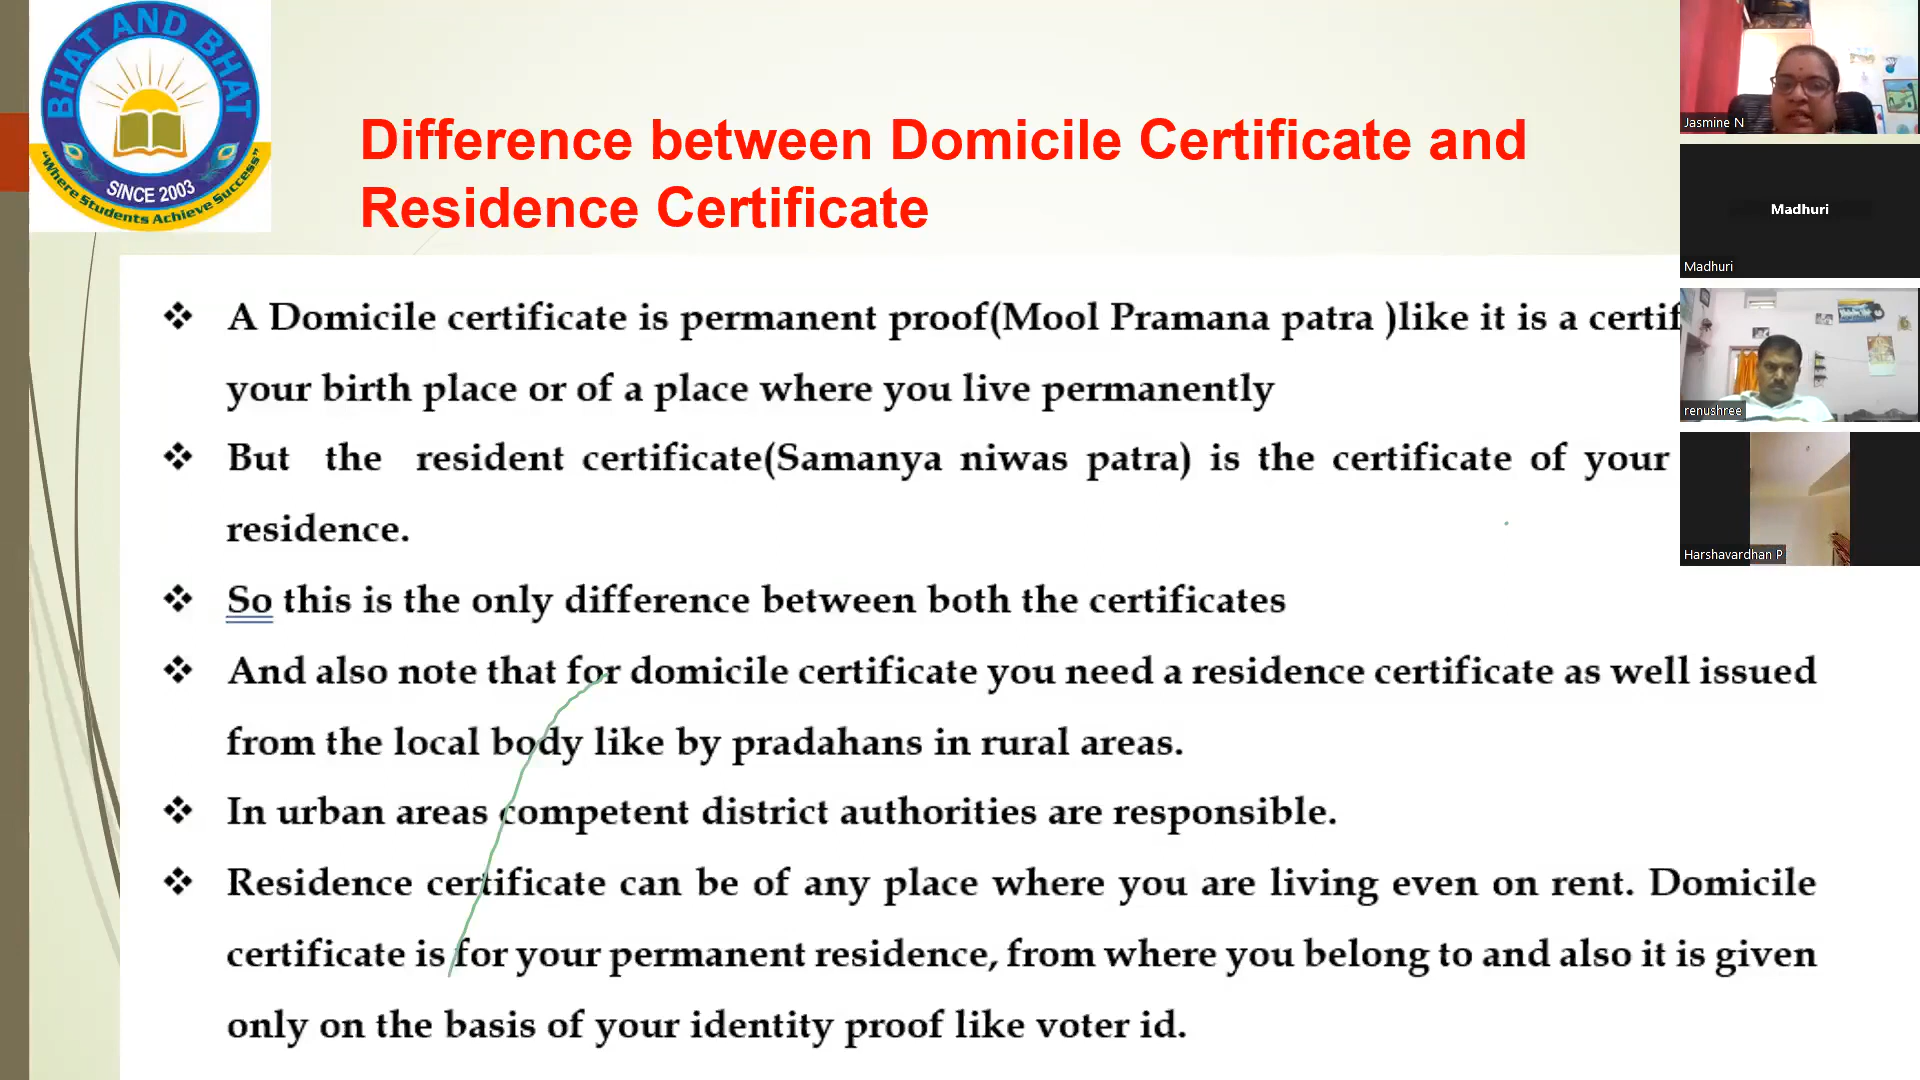 BHAT AND BHAT
SINCE 2003
"Where Students Achieve Success"
Difference between Domicile Certificate and
Residence Certificate
❖ A Domicile certificate is permanent proof(Mool Pramana patra )like it is a certif
your birth place or of a place where you live permanently
❖ But the resident certificate(Samanya niwas patra) is the certificate of your
residence.
❖ So this is the only difference between both the certificates
❖ And also note that for domicile certificate you need a residence certificate as well issued
from the local body like by pradahans in rural areas.
❖ In urban areas competent district authorities are responsible.
❖ Residence certificate can be of any place where you are living even on rent. Domicile
certificate is for your permanent residence, from where you belong to and also it is given
only on the basis of your identity proof like voter id.
Jasmine N
Madhuri
Madhuri
renushree
Harshavardhan P